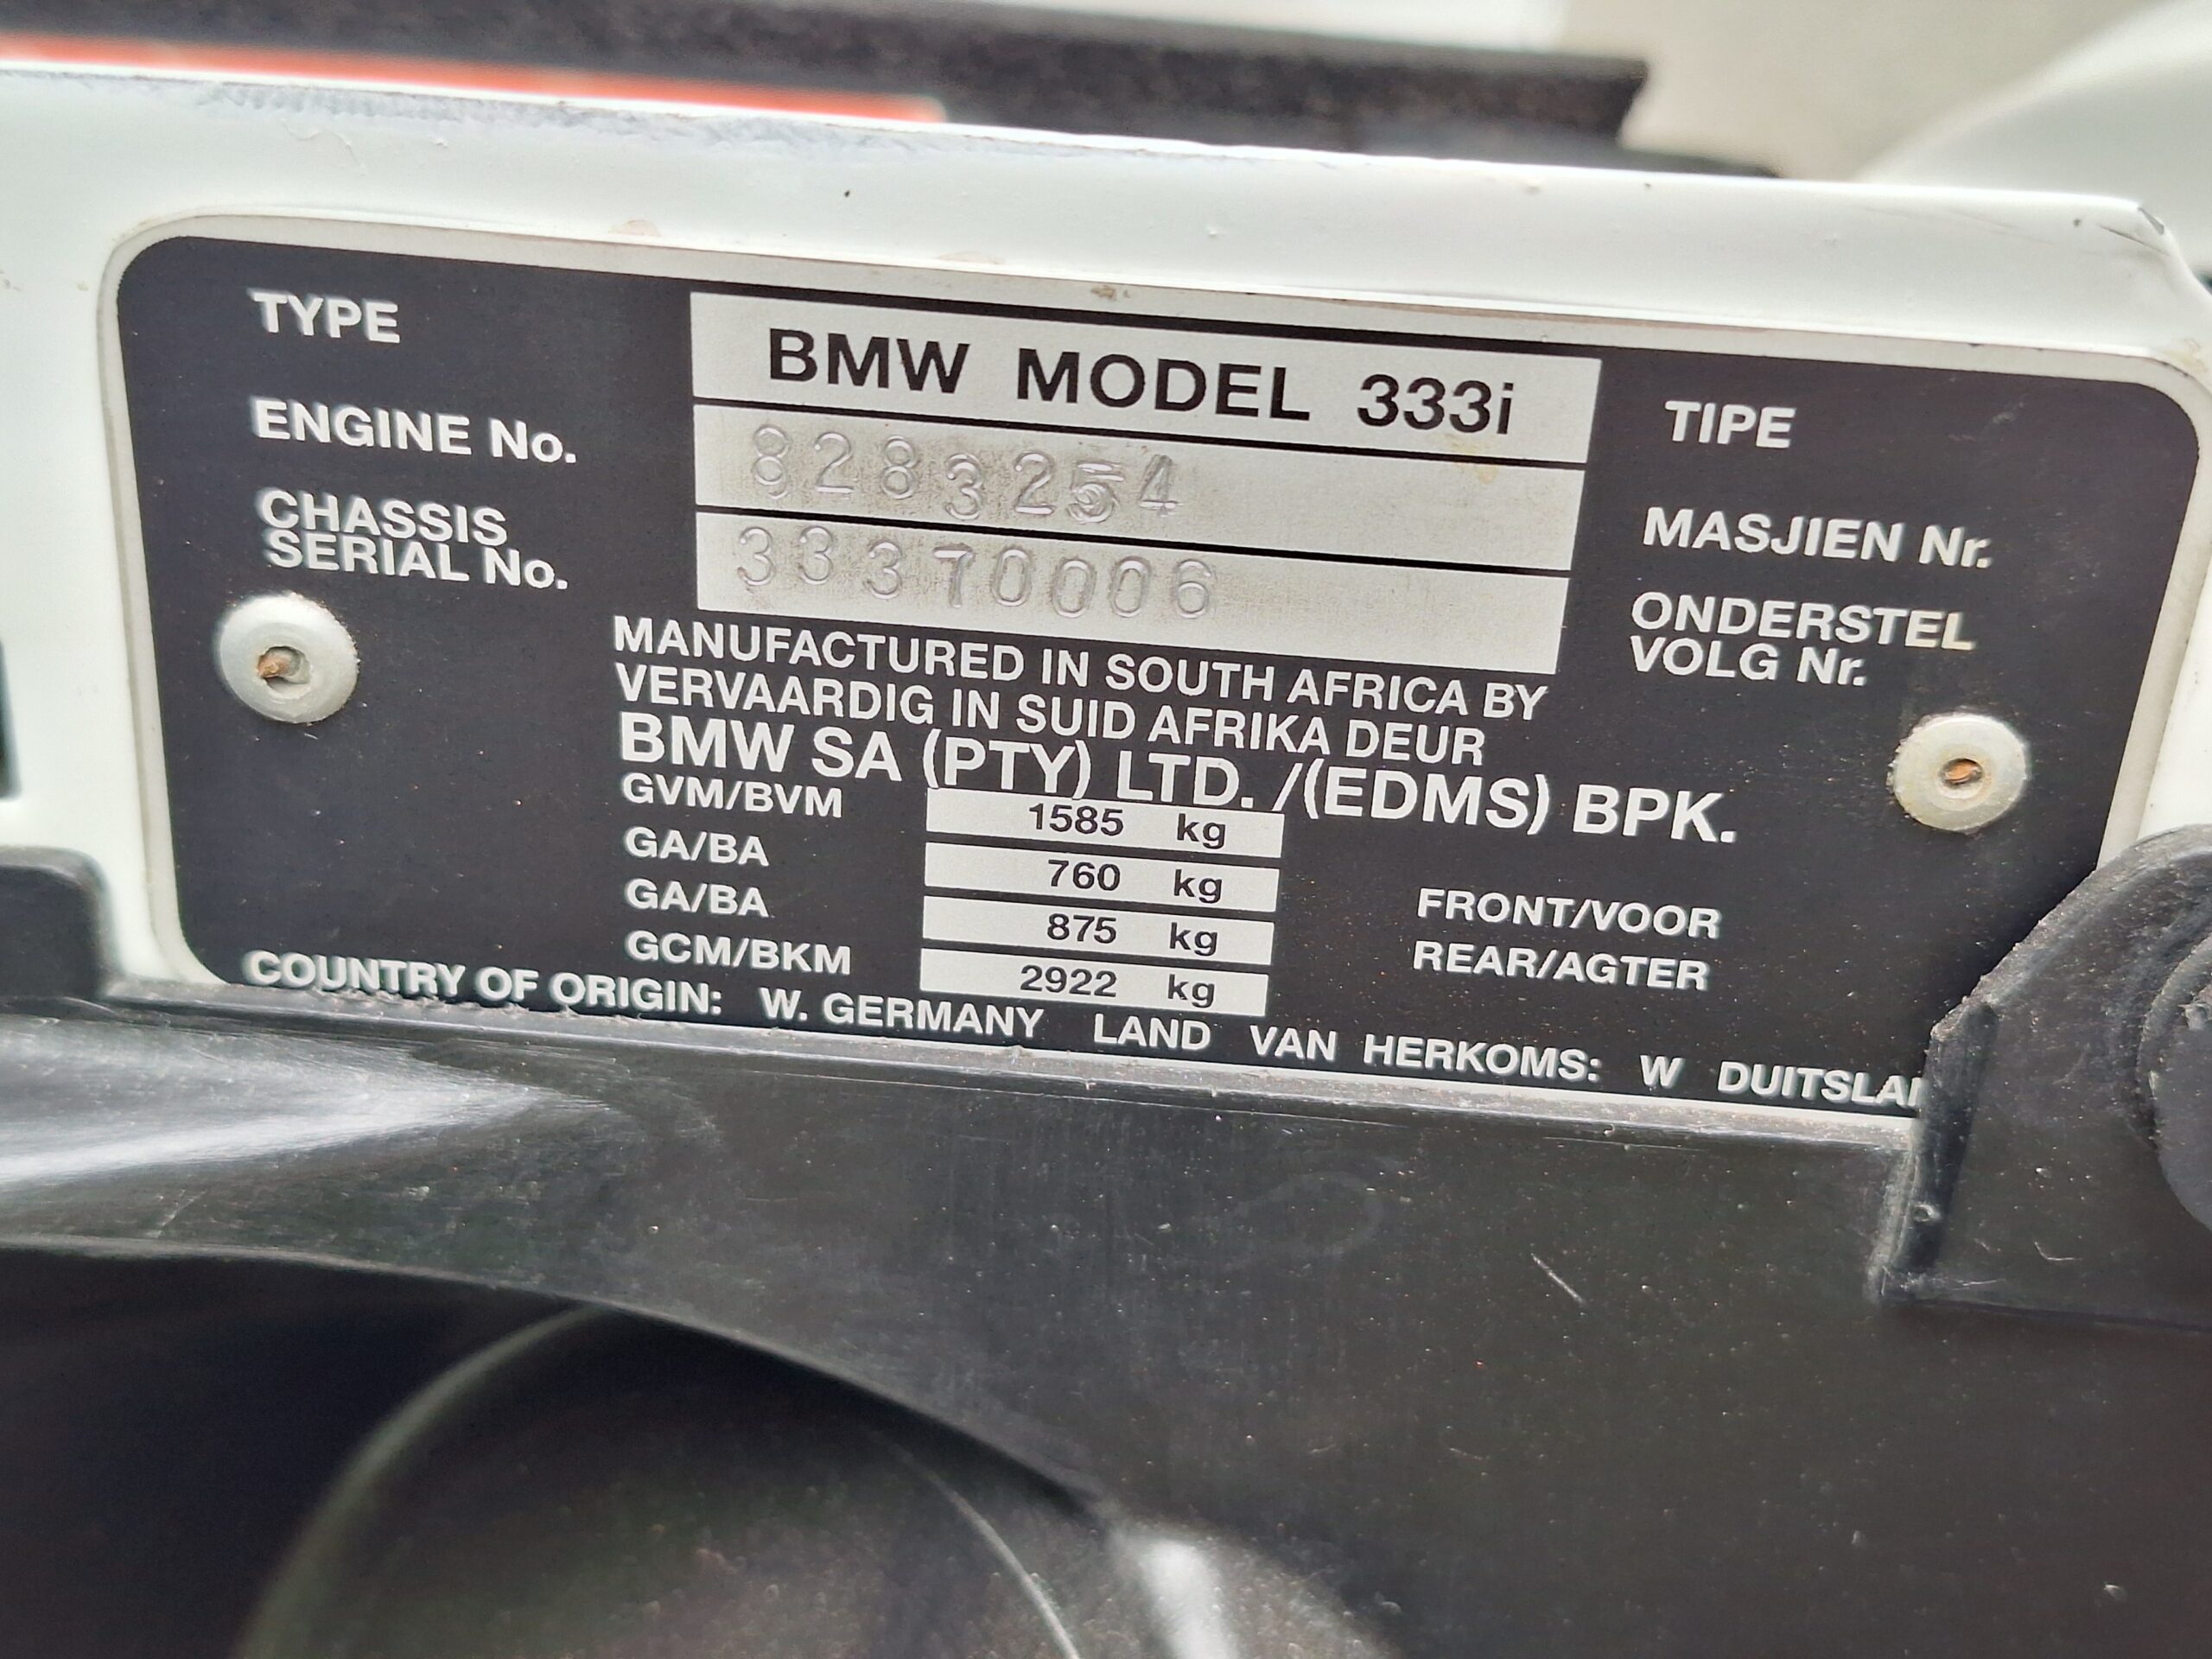 TYPE BMW MODEL 333i TIPE
ENGINE No. 8283254 MASJIEN Nr.
CHASSIS
SERIAL No. 33370006 ONDERSTEL
VOLG Nr.
MANUFACTURED IN SOUTH AFRICA BY
VERVAARDIG IN SUID AFRIKA DEUR
BMW SA (PTY) LTD. /(EDMS) BPK.
GVM/BVM 1585 kg
GA/BA 760 kg FRONT/VOOR
GA/BA 875 kg REAR/AGTER
GCM/BKM 2922 kg
COUNTRY OF ORIGIN: W. GERMANY LAND VAN HERKOMS: W